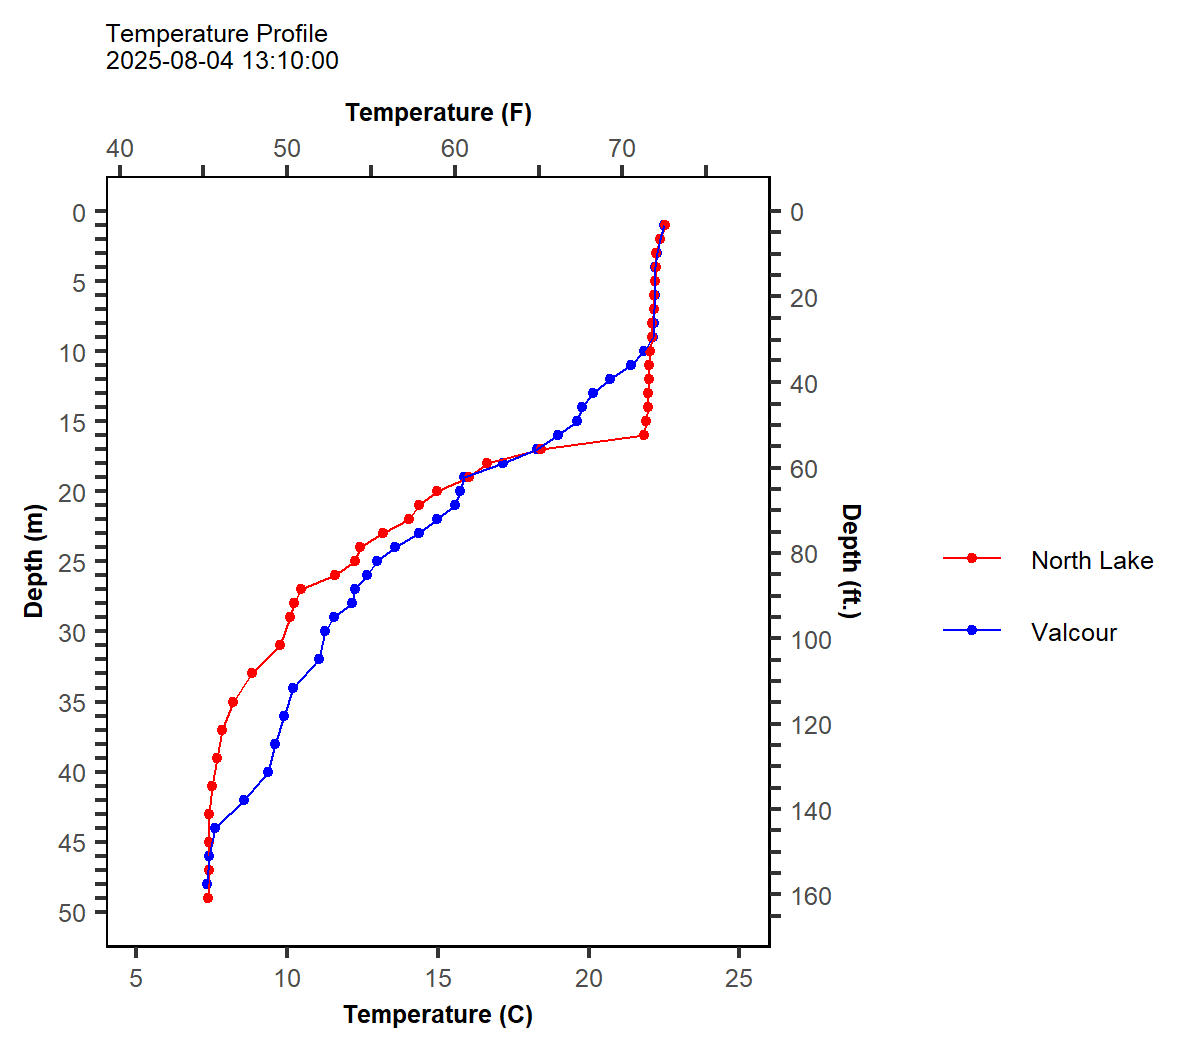 Temperature Profile
2025-08-04 13:10:00
Temperature (F)
40 50 60 70
0
5
10
15
20
25
30
35
40
45
50
Depth (m)
0
20
40
60
80
100
120
140
160
Depth (ft.)
North Lake
Valcour
5 10 15 20 25
Temperature (C)